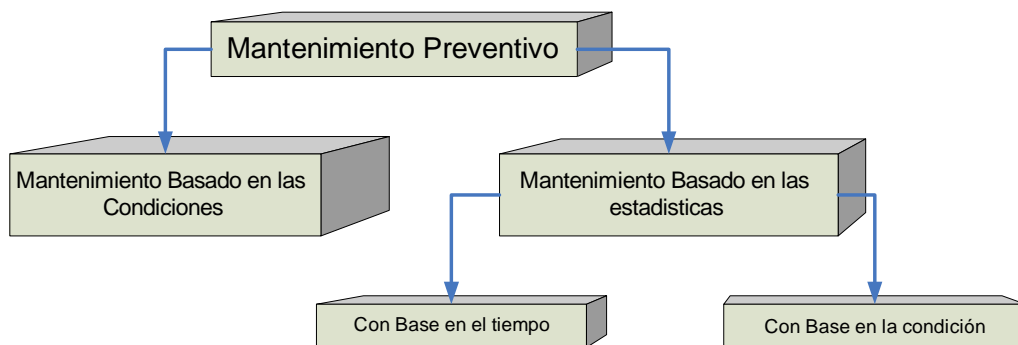 Mantenimiento Preventivo
Mantenimiento Basado en las
Condiciones
Mantenimiento Basado en las
estadisticas
Con Base en el tiempo
Con Base en la condición